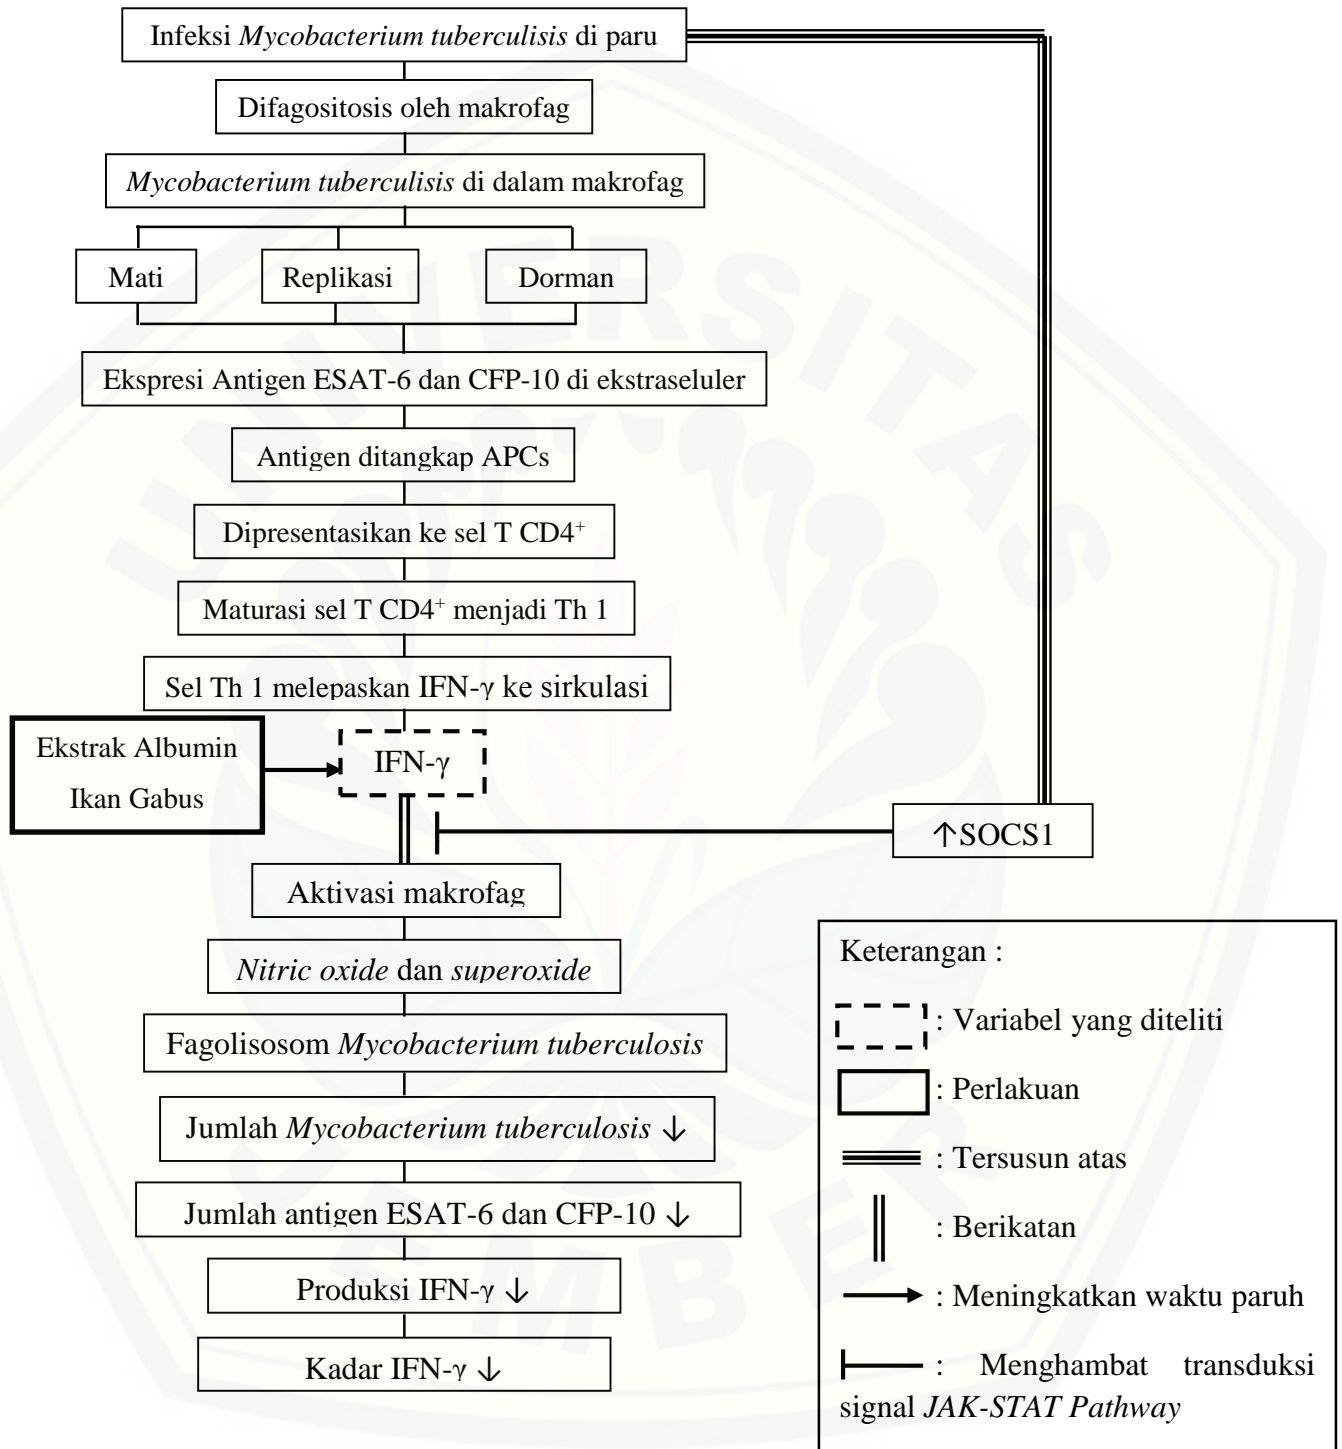 Infeksi Mycobacterium tuberculisis di paru
Difagositosis oleh makrofag
Mycobacterium tuberculisis di dalam makrofag
Mati
Replikasi
Dorman
Ekspresi Antigen ESAT-6 dan CFP-10 di ekstraseluler
Antigen ditangkap APCs
Dipresentasikan ke sel T CD4⁺
Maturasi sel T CD4⁺ menjadi Th 1
Sel Th 1 melepaskan IFN-γ ke sirkulasi
Ekstrak Albumin
Ikan Gabus
IFN-γ
↑SOCS1
Aktivasi makrofag
Nitric oxide dan superoxide
Fagolisosom Mycobacterium tuberculosis
Jumlah Mycobacterium tuberculosis ↓
Jumlah antigen ESAT-6 dan CFP-10 ↓
Produksi IFN-γ ↓
Kadar IFN-γ ↓
Keterangan :
: Variabel yang diteliti
: Perlakuan
: Tersusun atas
: Berikatan
: Meningkatkan waktu paruh
: Menghambat transduksi
signal JAK-STAT Pathway
UNIVERSITAS
JEMBER